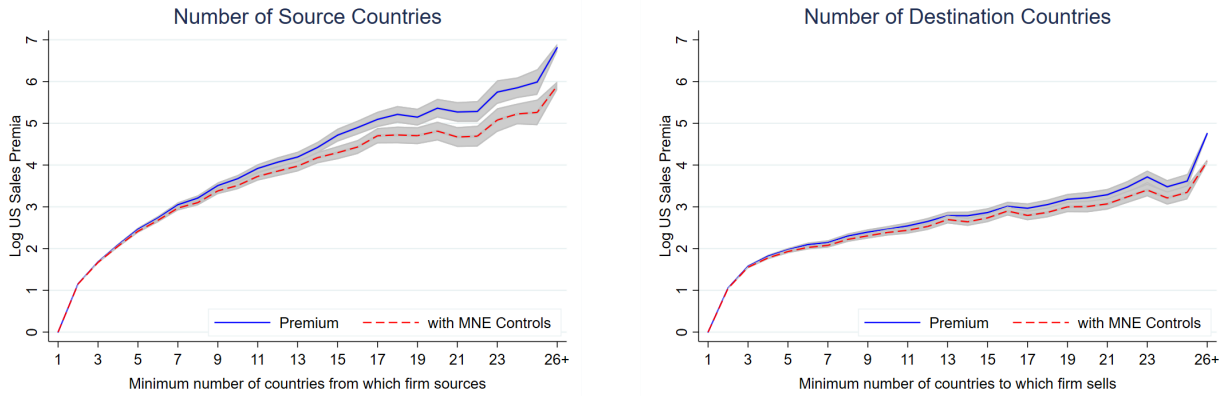 Number of Source Countries
Log US Sales Premia
7
6
5
4
3
2
1
0
Premium
with MNE Controls
1 3 5 7 9 11 13 15 17 19 21 23 26+
Minimum number of countries from which firm sources
Number of Destination Countries
Log US Sales Premia
7
6
5
4
3
2
1
0
Premium
with MNE Controls
1 3 5 7 9 11 13 15 17 19 21 23 26+
Minimum number of countries to which firm sells